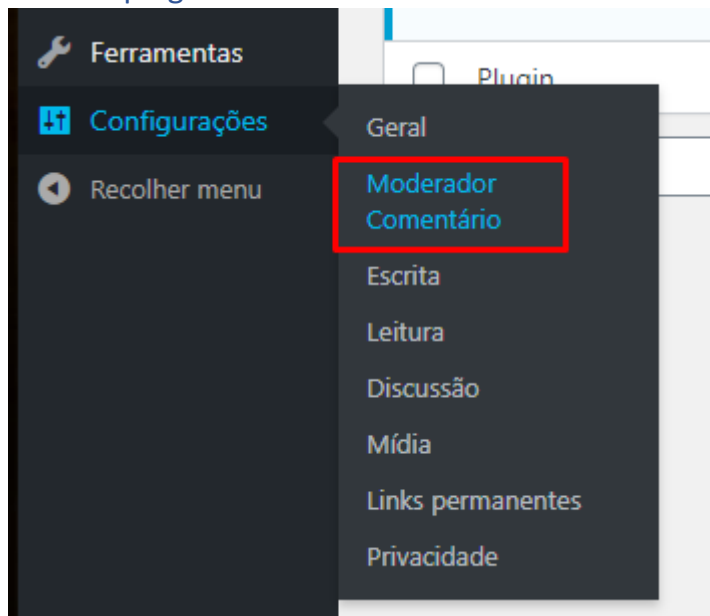 Ferramentas
Plugin
Configurações
Geral
Recolher menu
Moderador
Comentário
Escrita
Leitura
Discussão
Mídia
Links permanentes
Privacidade